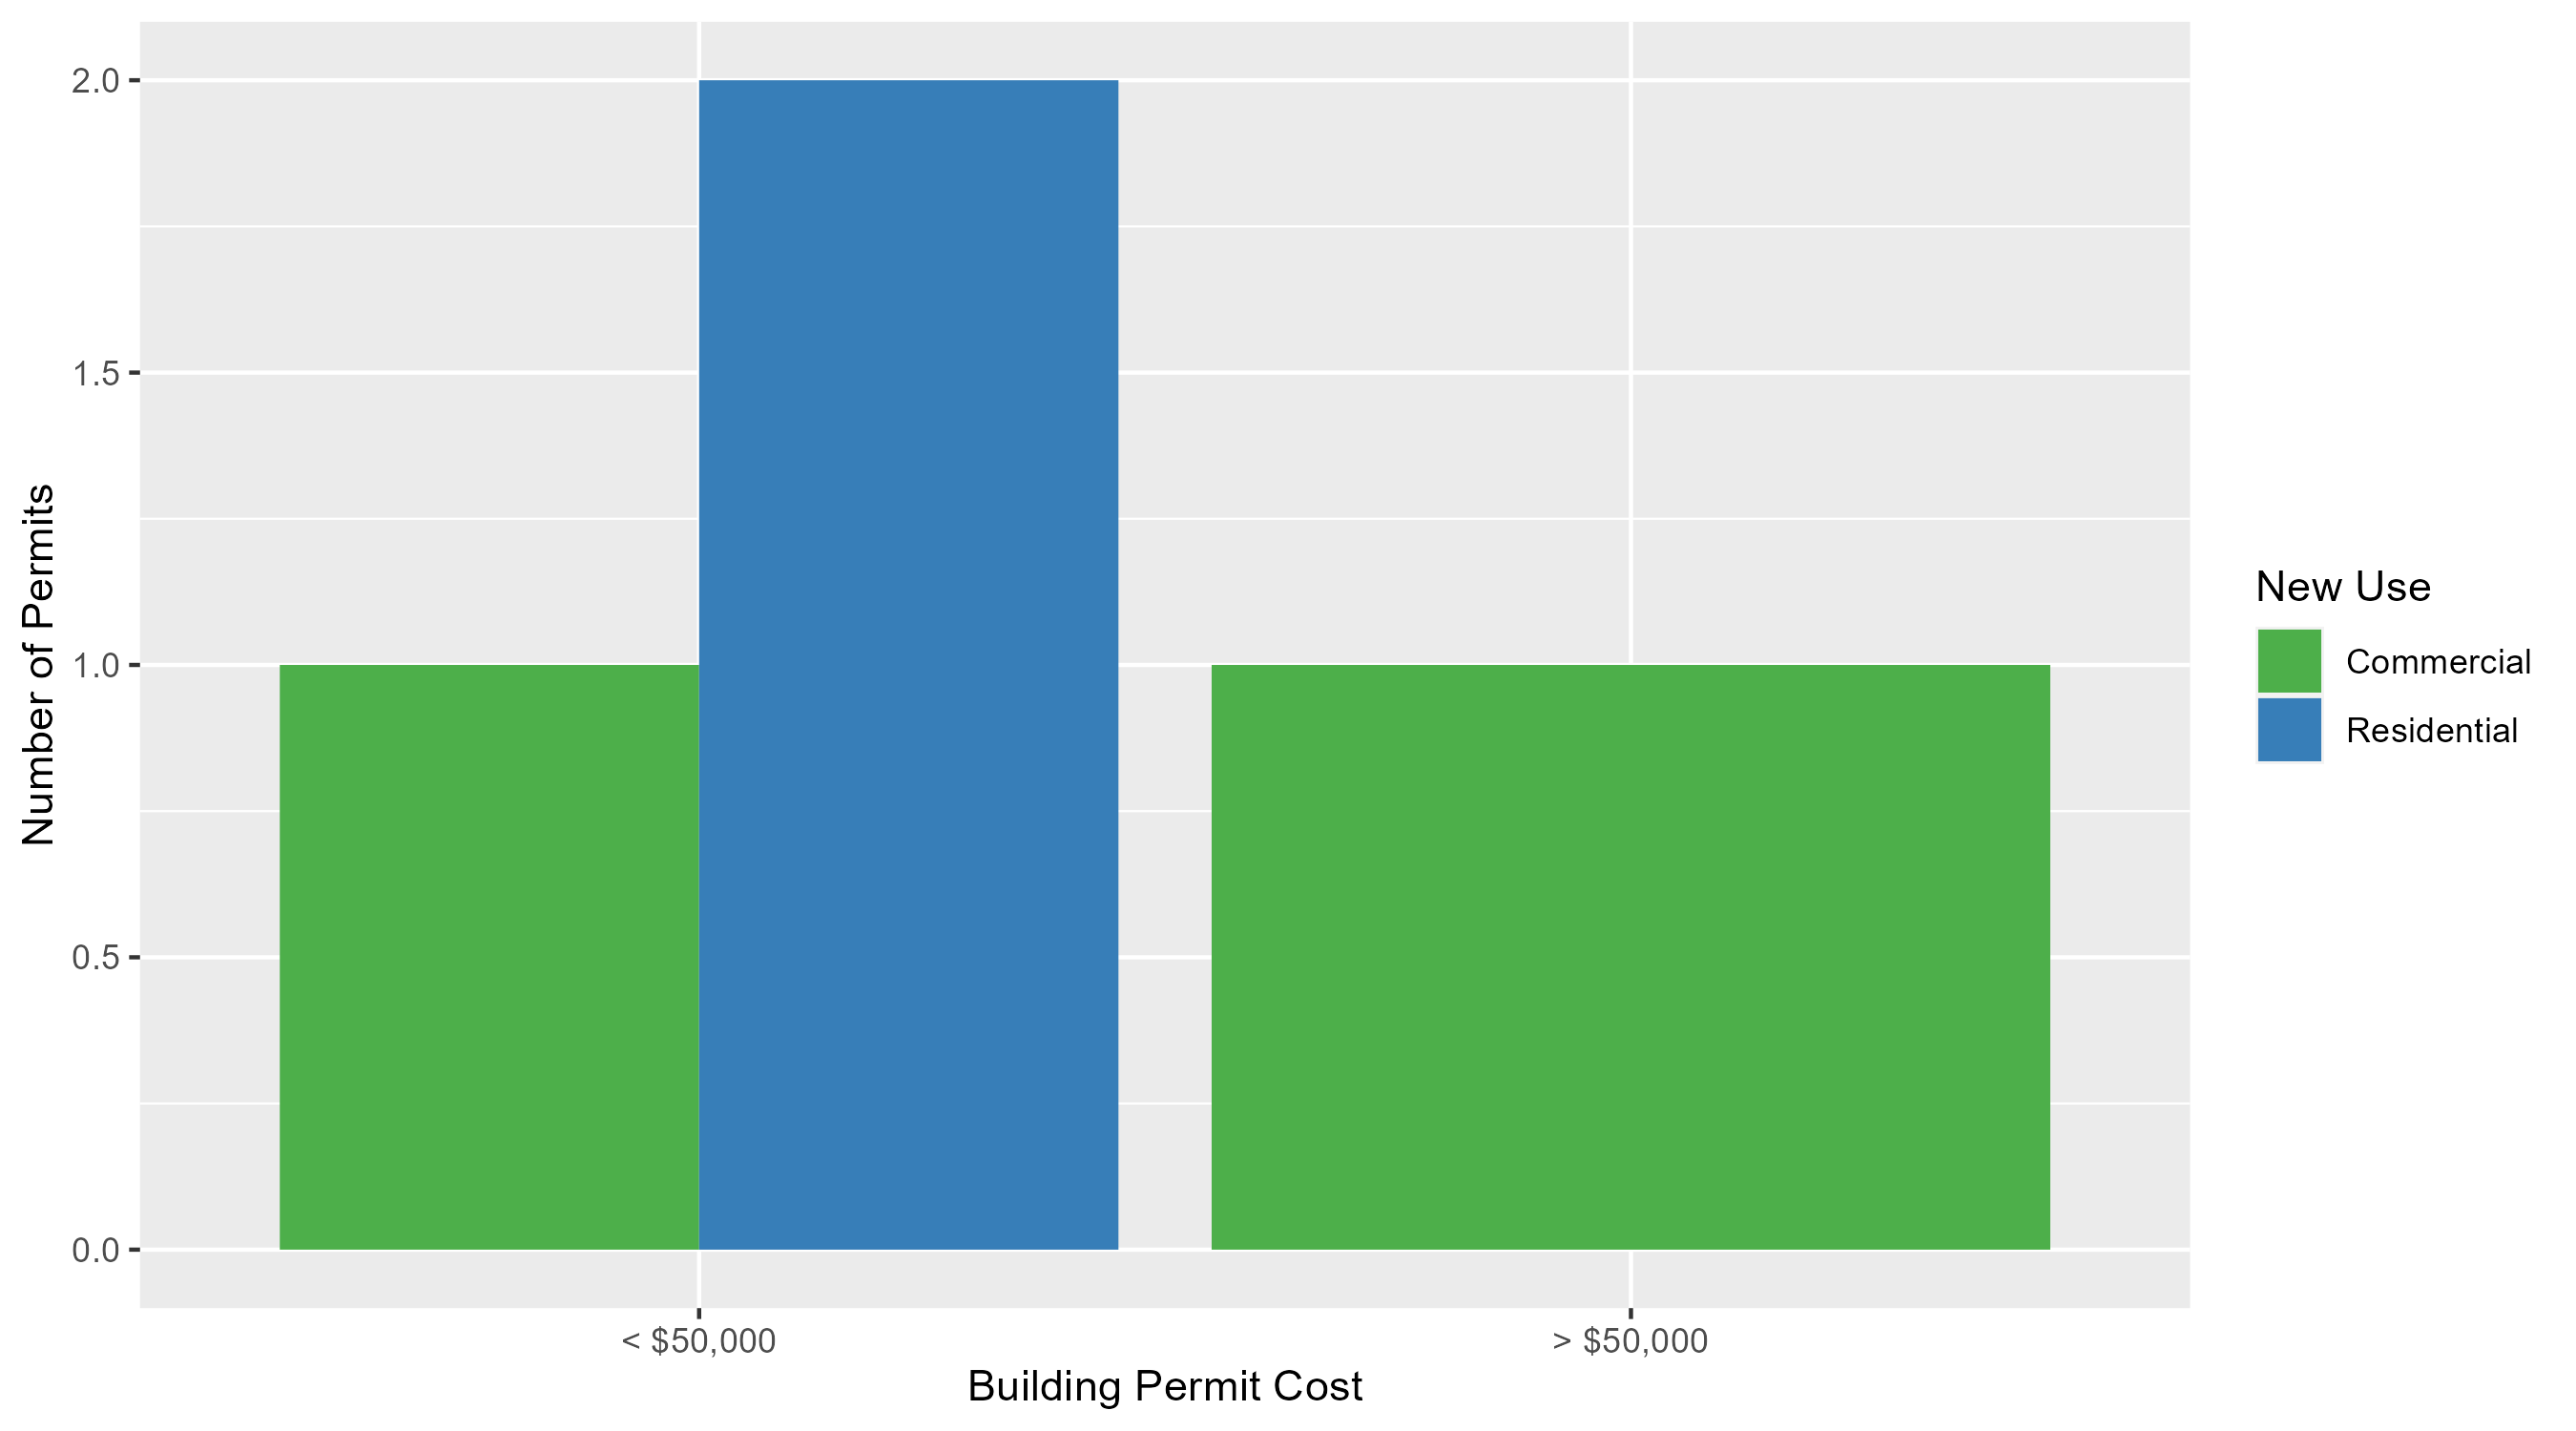 2.0
1.5
1.0
0.5
0.0
Number of Permits
< $50,000
> $50,000
Building Permit Cost
New Use
Commercial
Residential